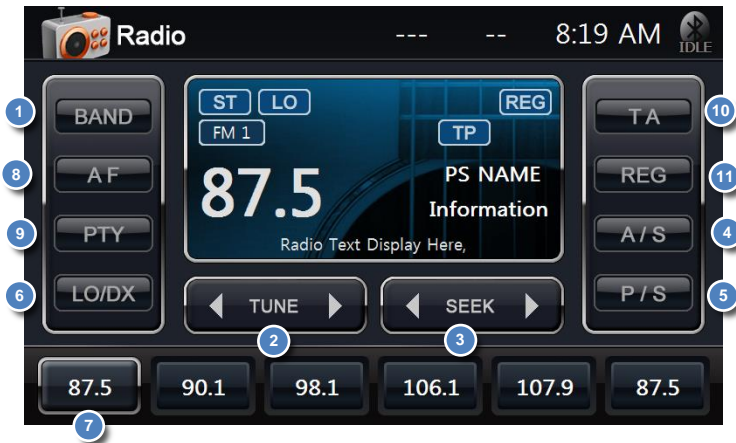 Radio --- -- 8:19 AM IDLE
1 BAND
8 A F
9 PTY
6 LO/DX
ST LO REG
FM 1 TP
87.5
PS NAME
Information
Radio Text Display Here,
TUNE
2
SEEK
3
T A 10
REG 11
A / S 4
P / S 5
87.5 90.1 98.1 106.1 107.9 87.5
7